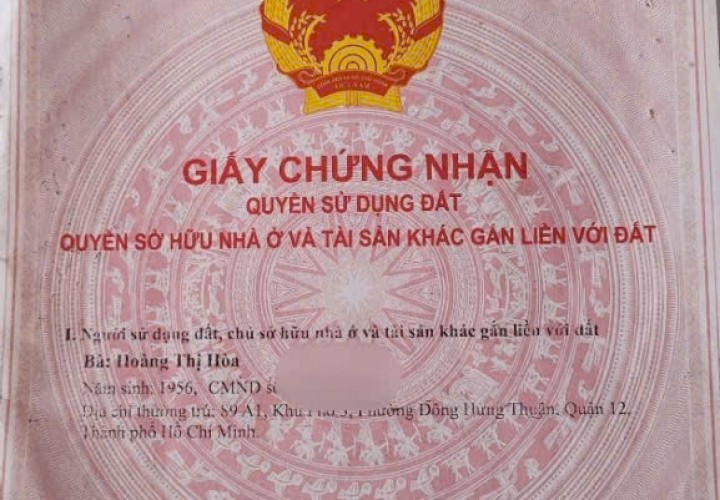 VIỆT NAM
GIẤY CHỨNG NHẬN
QUYỀN SỬ DỤNG ĐẤT
QUYỀN SỞ HỮU NHÀ Ở VÀ TÀI SẢN KHÁC GẮN LIỀN VỚI ĐẤT
I. Người sử dụng đất, chủ sở hữu nhà ở và tài sản khác gắn liền với đất
Bà: Hoàng Thị Hòa
Năm sinh: 1956, CMND số
Địa chỉ thường trú: 89 A1, Khu Phố 3, Phường Đông Hưng Thuận, Quận 12,
Thành phố Hồ Chí Minh.